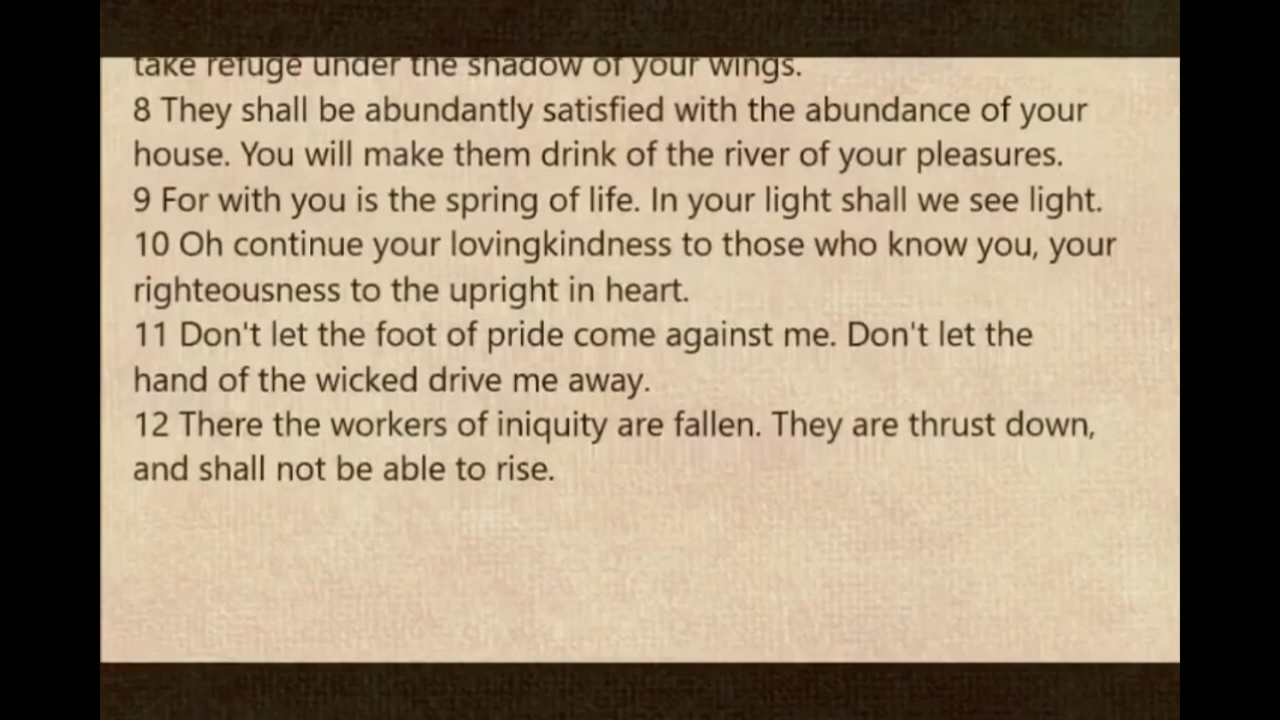 take refuge under the shadow of your wings.
8 They shall be abundantly satisfied with the abundance of your
house. You will make them drink of the river of your pleasures.
9 For with you is the spring of life. In your light shall we see light.
10 Oh continue your lovingkindness to those who know you, your
righteousness to the upright in heart.
11 Don't let the foot of pride come against me. Don't let the
hand of the wicked drive me away.
12 There the workers of iniquity are fallen. They are thrust down,
and shall not be able to rise.